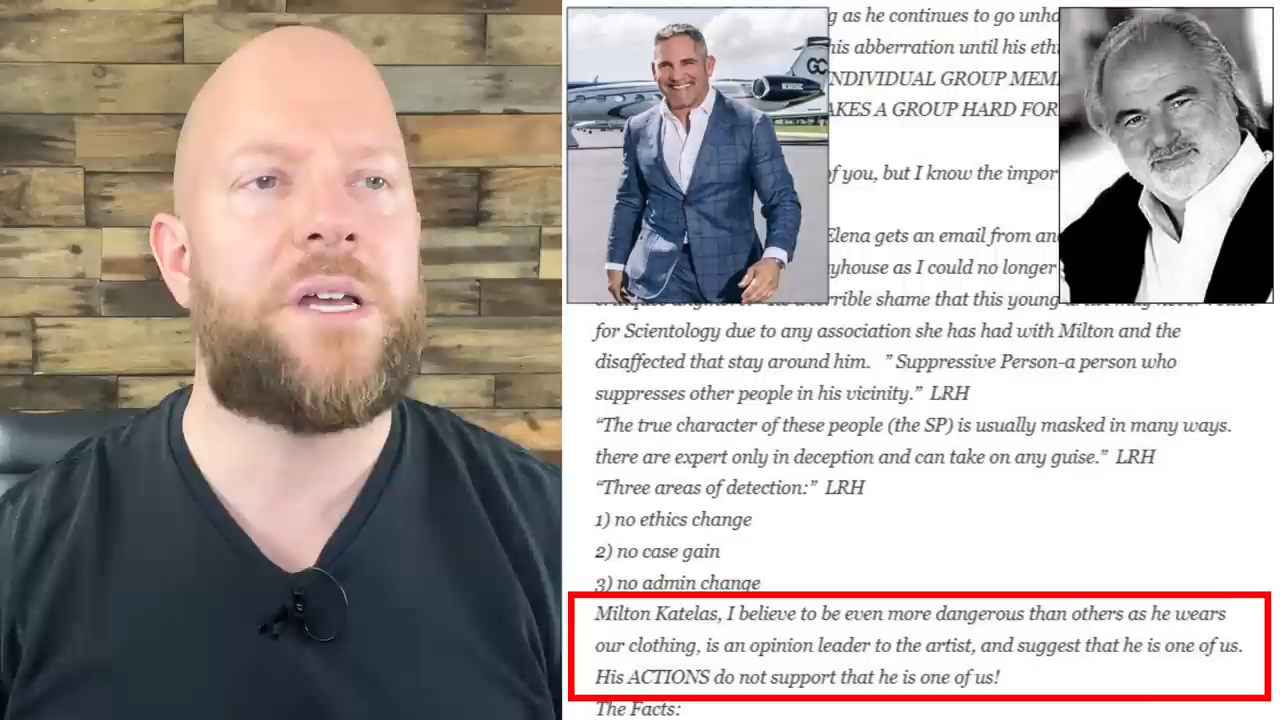 GC
g as he continues to go unha
his abberration until his eth
NDIVIDUAL GROUP MEM
AKES A GROUP HARD FOR
of you, but I know the impor
Elena gets an email from
yhouse as I could no longer
rrible shame that this young
for Scientology due to any association she has had with Milton and the
disaffected that stay around him. ” Suppressive Person-a person who
suppresses other people in his vicinity.” LRH
“The true character of these people (the SP) is usually masked in many ways.
there are expert only in deception and can take on any guise.” LRH
“Three areas of detection:” LRH
1) no ethics change
2) no case gain
3) no admin change
Milton Katelas, I believe to be even more dangerous than others as he wears
our clothing, is an opinion leader to the artist, and suggest that he is one of us.
His ACTIONS do not support that he is one of us!
The Facts: